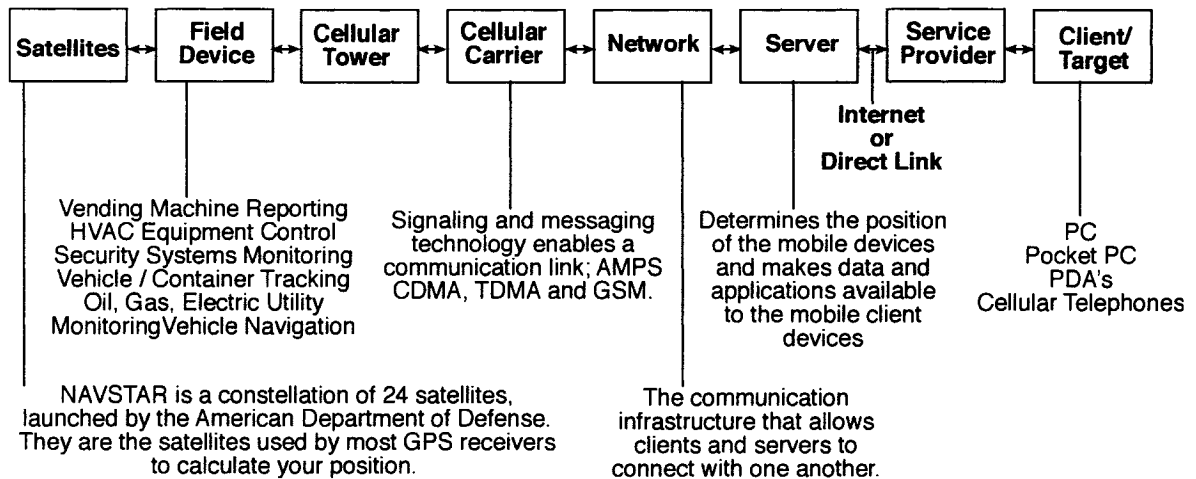 Satellites
Field
Device
Cellular
Tower
Cellular
Carrier
Network
Server
Service
Provider
Client/
Target
Internet
or
Direct Link
Vending Machine Reporting
HVAC Equipment Control
Security Systems Monitoring
Vehicle / Container Tracking
Oil, Gas, Electric Utility
MonitoringVehicle Navigation
Signaling and messaging
technology enables a
communication link; AMPS
CDMA, TDMA and GSM.
Determines the position
of the mobile devices
and makes data and
applications available
to the mobile client
devices
PC
Pocket PC
PDA's
Cellular Telephones
NAVSTAR is a constellation of 24 satellites,
launched by the American Department of Defense.
They are the satellites used by most GPS receivers
to calculate your position.
The communication
infrastructure that allows
clients and servers to
connect with one another.